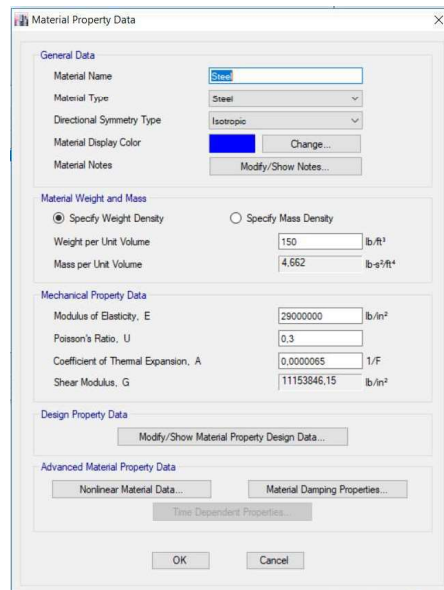 Material Property Data
General Data
Material Name Steel
Material Type Steel
Directional Symmetry Type Isotropic
Material Display Color Change...
Material Notes Modify/Show Notes...
Material Weight and Mass
Specify Weight Density Specify Mass Density
Weight per Unit Volume 150 lb/ft³
Mass per Unit Volume 4,662 lb-s²/ft⁴
Mechanical Property Data
Modulus of Elasticity, E 29000000 lb/in²
Poisson's Ratio, U 0,3
Coefficient of Thermal Expansion, A 0,0000065 1/F
Shear Modulus, G 11153846,15 lb/in²
Design Property Data
Modify/Show Material Property Design Data...
Advanced Material Property Data
Nonlinear Material Data... Material Damping Properties...
Time Dependent Properties...
OK Cancel